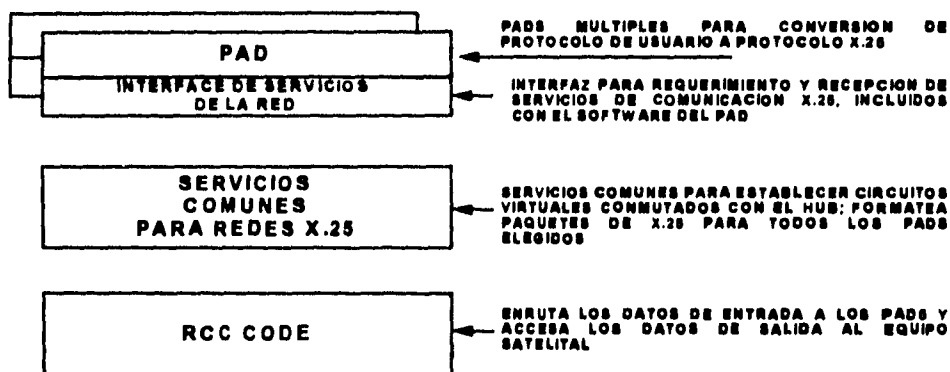 PAD
INTERFACE DE SERVICIOS
DE LA RED
PADS MULTIPLES PARA CONVERSION DE
PROTOCOLO DE USUARIO A PROTOCOLO X.25
INTERFAZ PARA REQUERIMIENTO Y RECEPCION DE
SERVICIOS DE COMUNICACION X.25, INCLUIDOS
CON EL SOFTWARE DEL PAD
SERVICIOS
COMUNES
PARA REDES X.25
SERVICIOS COMUNES PARA ESTABLECER CIRCUITOS
VIRTUALES CONMUTADOS CON EL HUB; FORMATEA
PAQUETES DE X.25 PARA TODOS LOS PADS
ELEGIDOS
RCC CODE
ENRUTA LOS DATOS DE ENTRADA A LOS PADS Y
ACCESA LOS DATOS DE SALIDA AL EQUIPO
SATELITAL